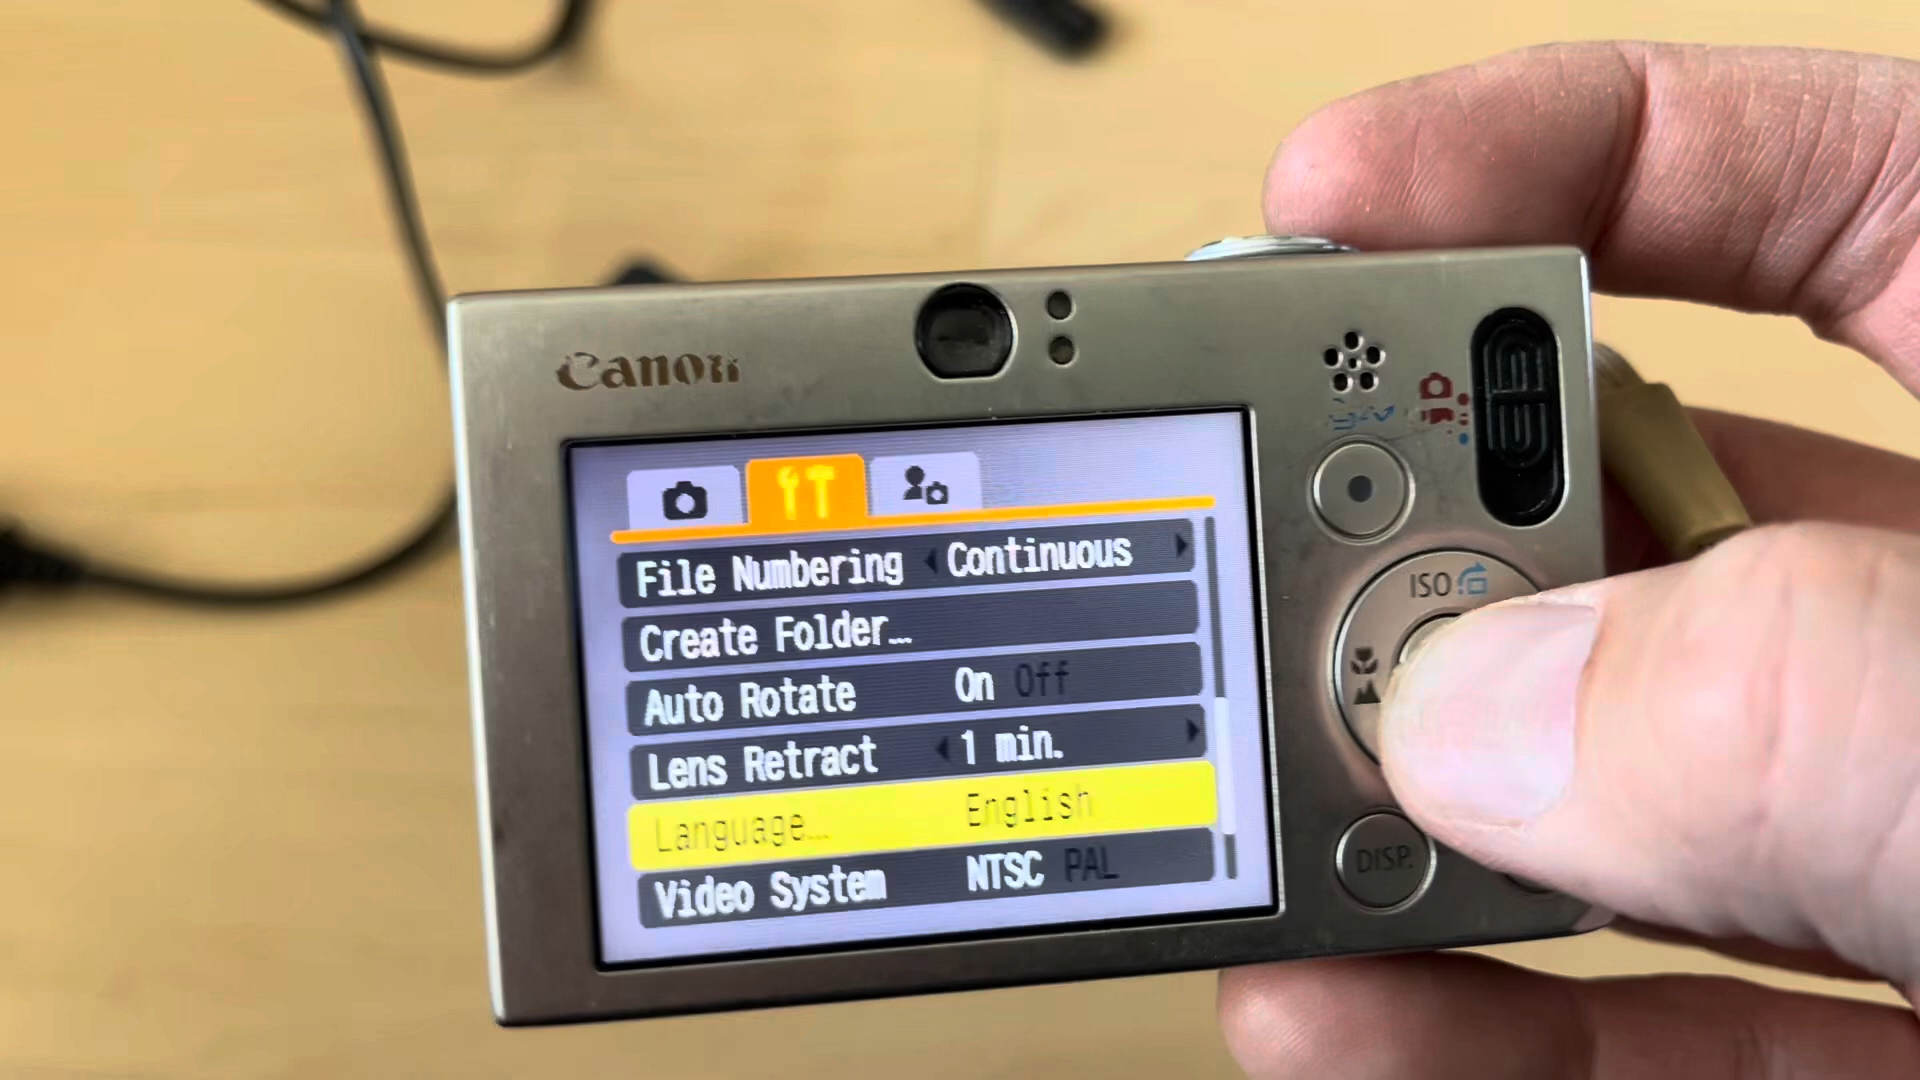 Canon
File Numbering Continuous
Create Folder...
Auto Rotate On Off
Lens Retract 1 min.
Language... English
Video System NTSC PAL
ISO
DISP.